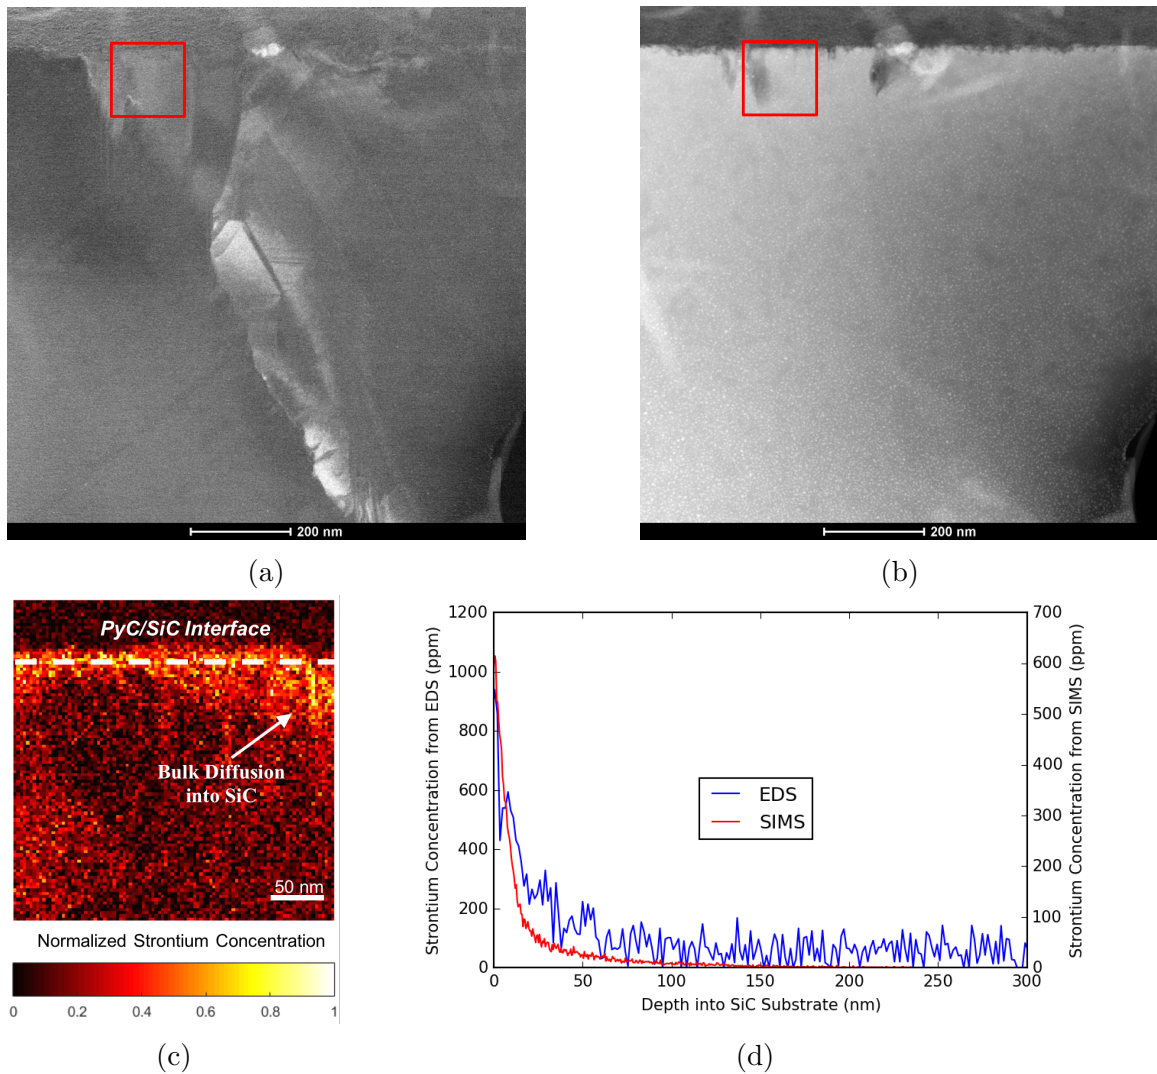 200 nm
200 nm
(a)
(b)
PyC/SiC Interface
Bulk Diffusion
into SiC
50 nm
Normalized Strontium Concentration
0 0.2 0.4 0.6 0.8 1
(c)
Strontium Concentration from EDS (ppm)
1200
1000
800
600
400
200
0
EDS
SIMS
700
600
500
400
300
200
100
0
Strontium Concentration from SIMS (ppm)
0 50 100 150 200 250 300
Depth into SiC Substrate (nm)
(d)